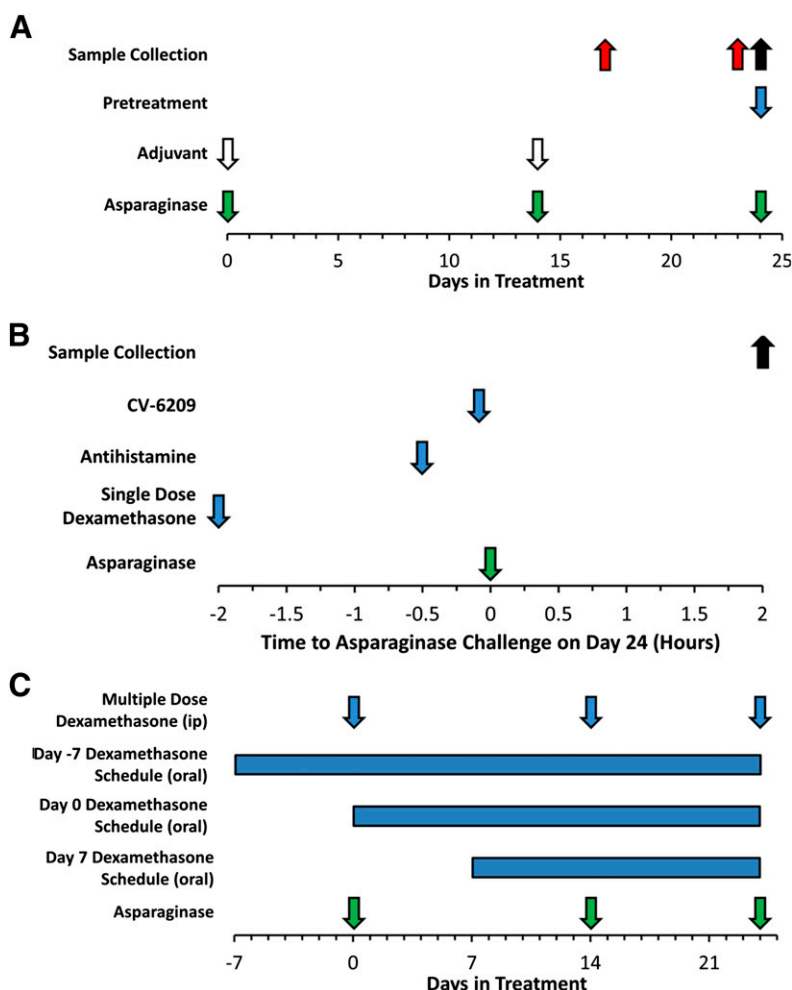 A
Sample Collection
Pretreatment
Adjuvant
Asparaginase
0 5 10 15 20 25
Days in Treatment
B
Sample Collection
CV-6209
Antihistamine
Single Dose
Dexamethasone
Asparaginase
-2 -1.5 -1 -0.5 0 0.5 1 1.5 2
Time to Asparaginase Challenge on Day 24 (Hours)
C
Multiple Dose
Dexamethasone (ip)
Day -7 Dexamethasone
Schedule (oral)
Day 0 Dexamethasone
Schedule (oral)
Day 7 Dexamethasone
Schedule (oral)
Asparaginase
-7 0 7 14 21
Days in Treatment